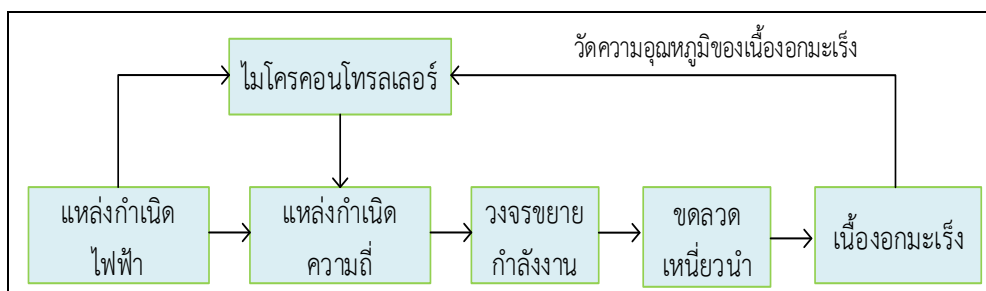 วัดความอุณหภูมิของเนื้องอกมะเร็ง
ไมโครคอนโทรลเลอร์
แหล่งกำเนิด
ไฟฟ้า
แหล่งกำเนิด
ความถี่
วงจรขยาย
กำลังงาน
ขดลวด
เหนี่ยวนำ
เนื้องอกมะเร็ง